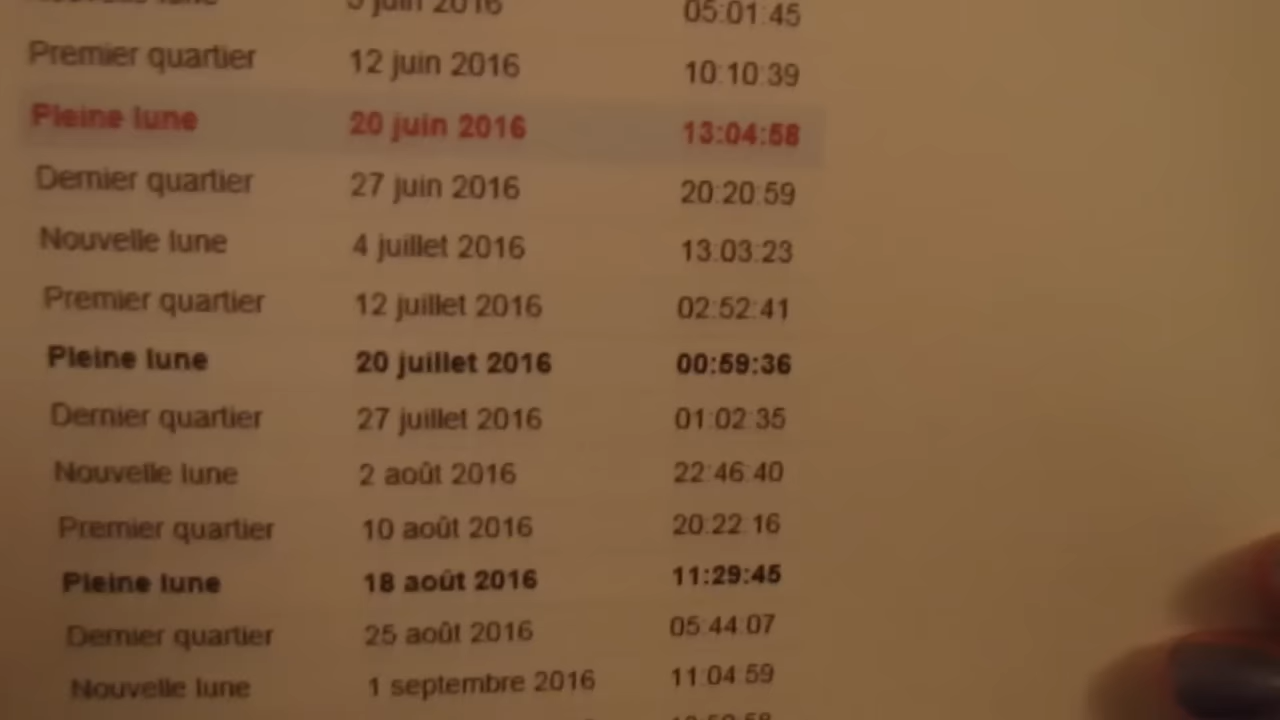 Nouvelle lune 5 juin 2016 05:01:45
Premier quartier 12 juin 2016 10:10:39
Pleine lune 20 juin 2016 13:04:58
Dernier quartier 27 juin 2016 20:20:59
Nouvelle lune 4 juillet 2016 13:03:23
Premier quartier 12 juillet 2016 02:52:41
Pleine lune 20 juillet 2016 00:59:36
Dernier quartier 27 juillet 2016 01:02:35
Nouvelle lune 2 août 2016 22:46:40
Premier quartier 10 août 2016 20:22:16
Pleine lune 18 août 2016 11:29:45
Dernier quartier 25 août 2016 05:44:07
Nouvelle lune 1 septembre 2016 11:04:59